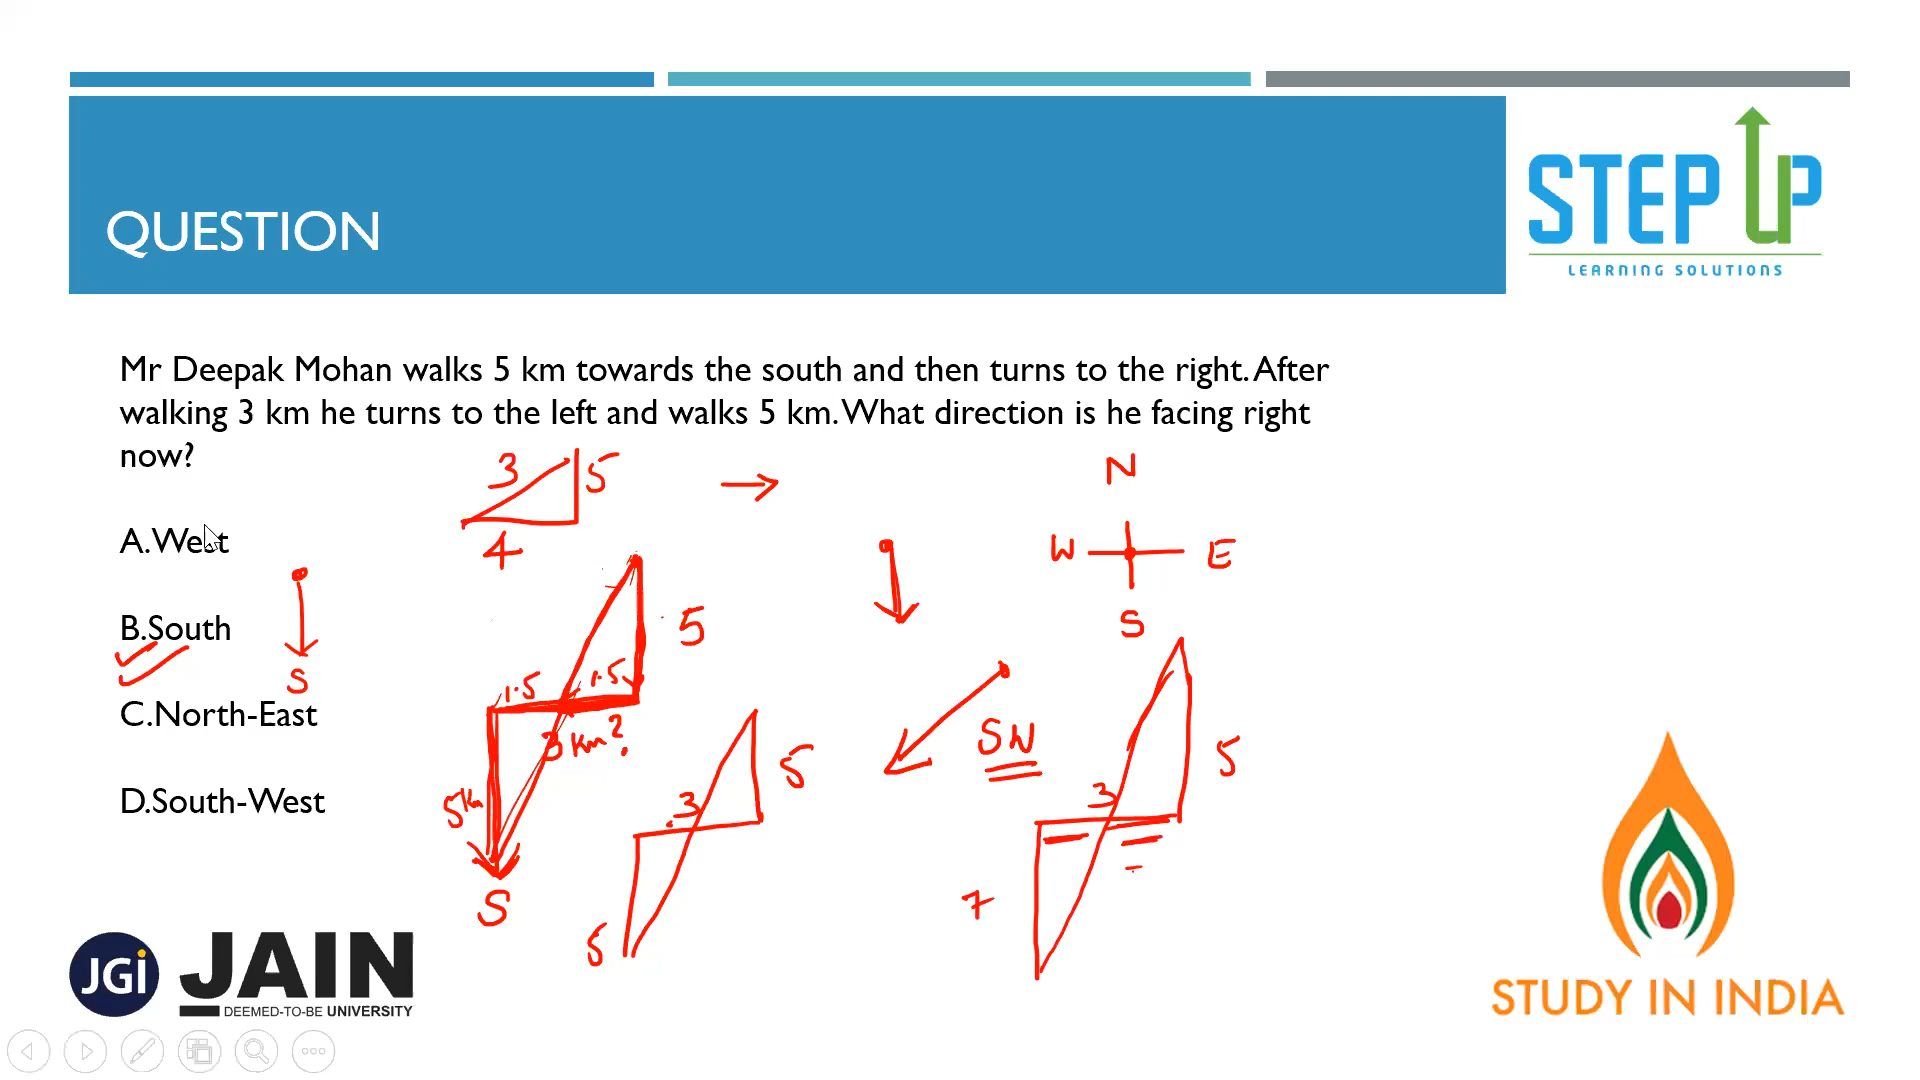 STEP UP
LEARNING SOLUTIONS
QUESTION
Mr Deepak Mohan walks 5 km towards the south and then turns to the right. After
walking 3 km he turns to the left and walks 5 km. What direction is he facing right
now?
3 5
4
N
W E
S
A. West
B. South
S
C. North-East
D. South-West
5
1.5 1.5
3 km?
5 km
S
5
3
5
SW
5
3
7
JGi JAIN
DEEMED-TO-BE UNIVERSITY
STUDY IN INDIA